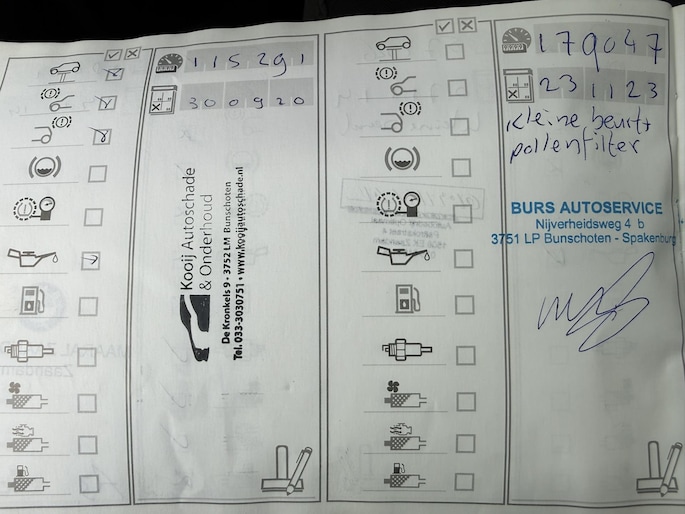 115291
300920
Kooij Autoschade
& Onderhoud
De Kronkels 9 • 3752 LM Bunschoten
Tel. 033-3030751 • www.kooijautoschade.nl
179047
231123
Kleine beurt +
pollenfilter
BURS AUTOSERVICE
Nijverheidsweg 4 b
3751 LP Bunschoten - Spakenburg